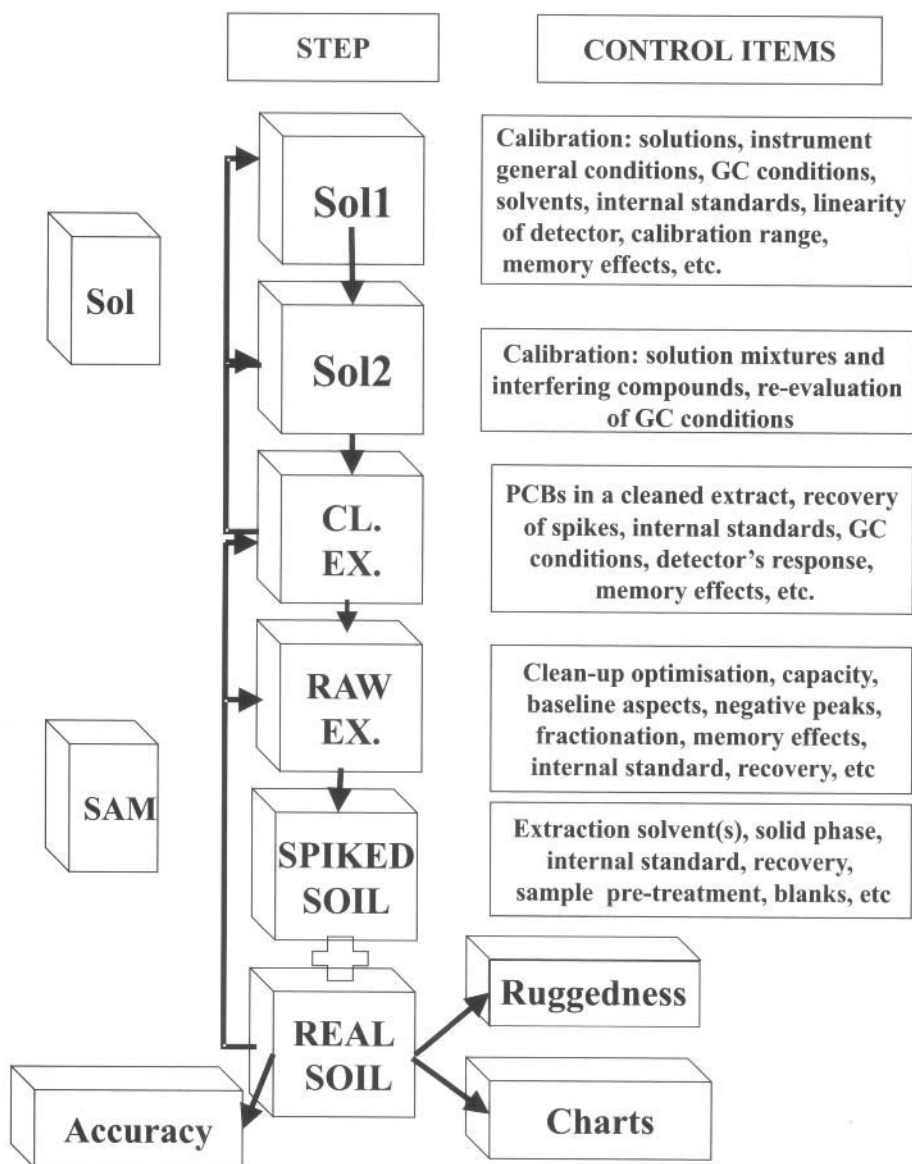 STEP
CONTROL ITEMS
Sol1
Calibration: solutions, instrument
general conditions, GC conditions,
solvents, internal standards, linearity
of detector, calibration range,
memory effects, etc.
Sol
Sol2
Calibration: solution mixtures and
interfering compounds, re-evaluation
of GC conditions
CL.
EX.
PCBs in a cleaned extract, recovery
of spikes, internal standards, GC
conditions, detector's response,
memory effects, etc.
RAW
EX.
Clean-up optimisation, capacity,
baseline aspects, negative peaks,
fractionation, memory effects,
internal standard, recovery, etc
SAM
SPIKED
SOIL
Extraction solvent(s), solid phase,
internal standard, recovery,
sample pre-treatment, blanks, etc
REAL
SOIL
Ruggedness
Accuracy
Charts